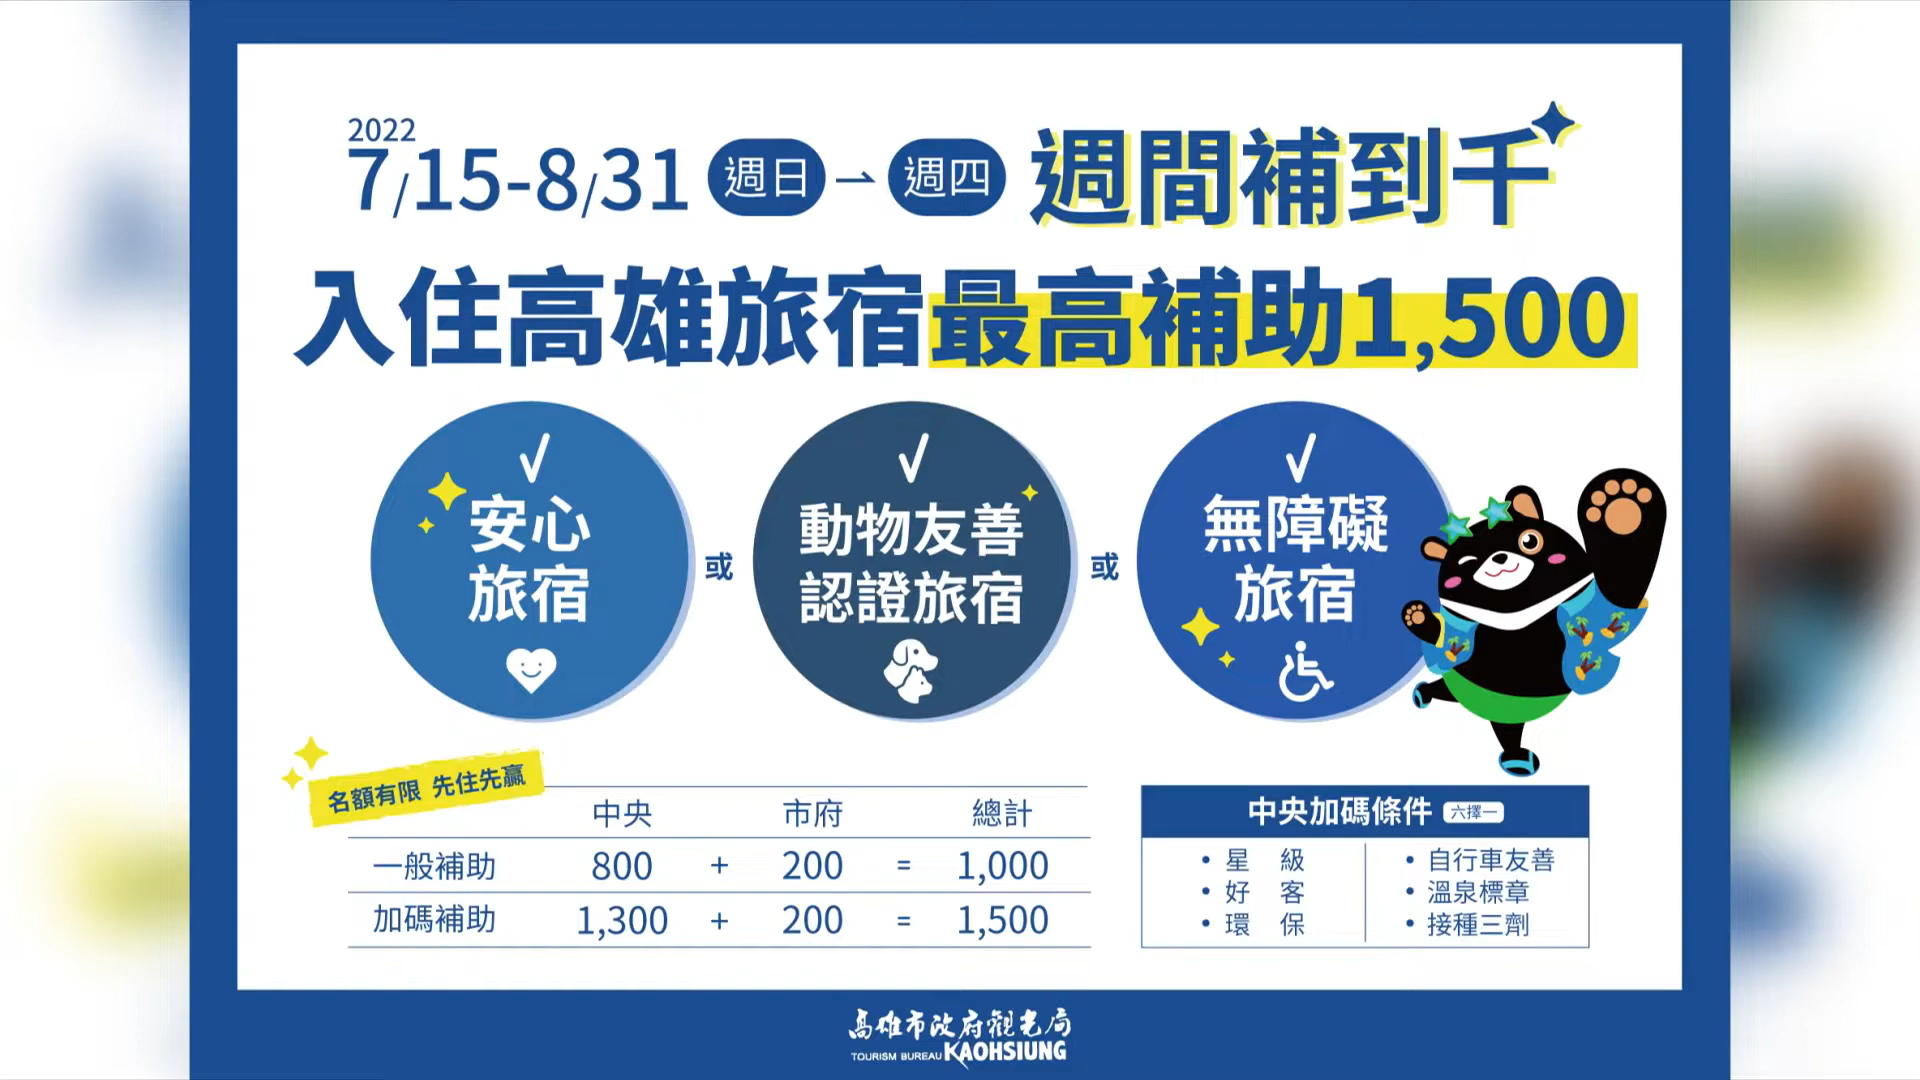 2022
7/15-8/31 週日 ⇀ 週四 週間補到千
入住高雄旅宿最高補助1,500
✓ 安心
旅宿
或
✓ 動物友善
認證旅宿
或
✓ 無障礙
旅宿
名額有限 先住先贏
中央 市府 總計
一般補助 800 + 200 = 1,000
加碼補助 1,300 + 200 = 1,500
中央加碼條件 六擇一
• 星 級
• 好 客
• 環 保
• 自行車友善
• 溫泉標章
• 接種三劑
高雄市政府觀光局
TOURISM BUREAU KAOHSIUNG